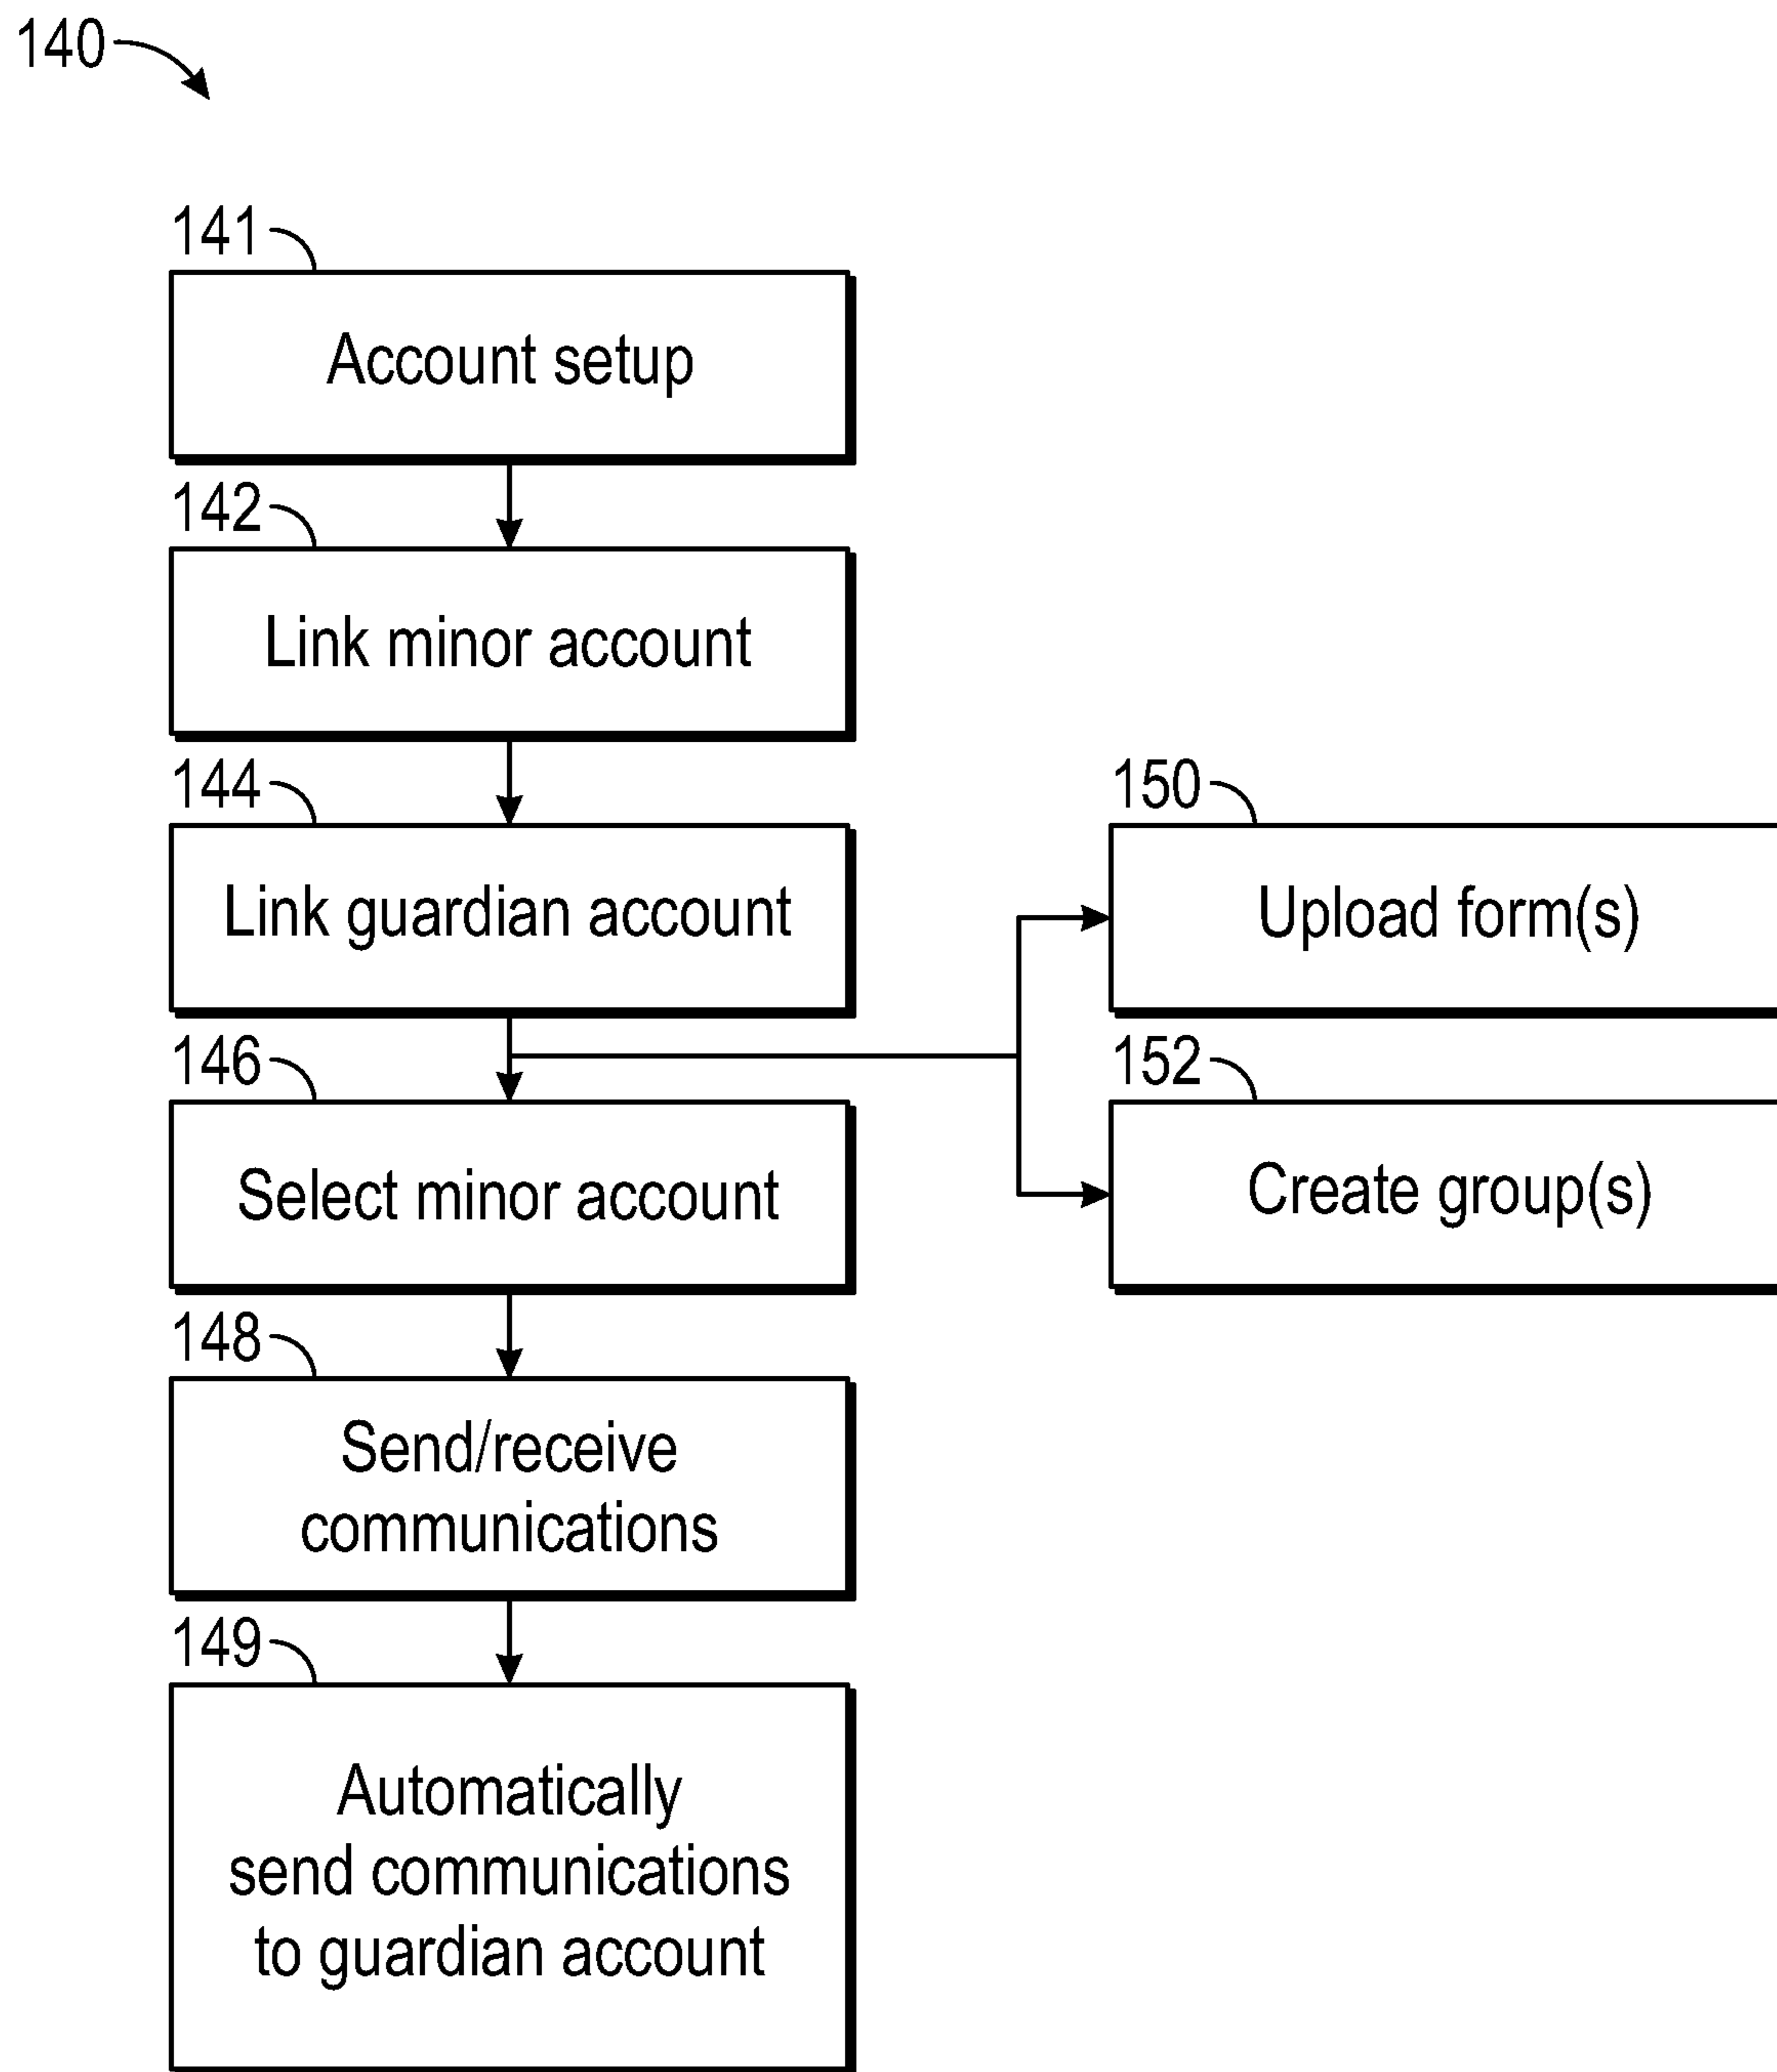 140
141
Account setup
142
Link minor account
144
Link guardian account
150
Upload form(s)
146
Select minor account
152
Create group(s)
148
Send/receive
communications
149
Automatically
send communications
to guardian account